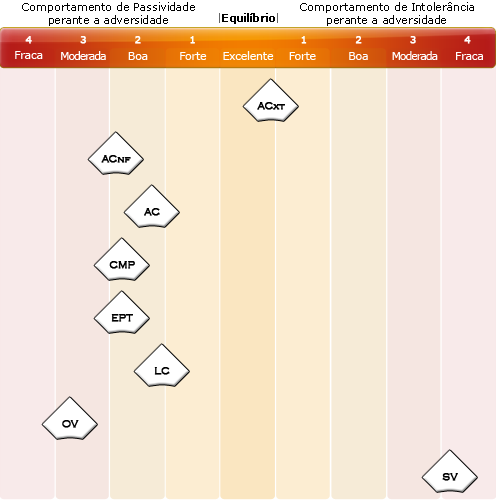 Comportamento de Passividade
perante a adversidade
|Equilíbrio|
Comportamento de Intolerância
perante a adversidade
4 3 2 1 1 2 3 4
Fraca Moderada Boa Forte Excelente Forte Boa Moderada Fraca
ACXT
ACNF
AC
CMP
EPT
LC
OV
SV